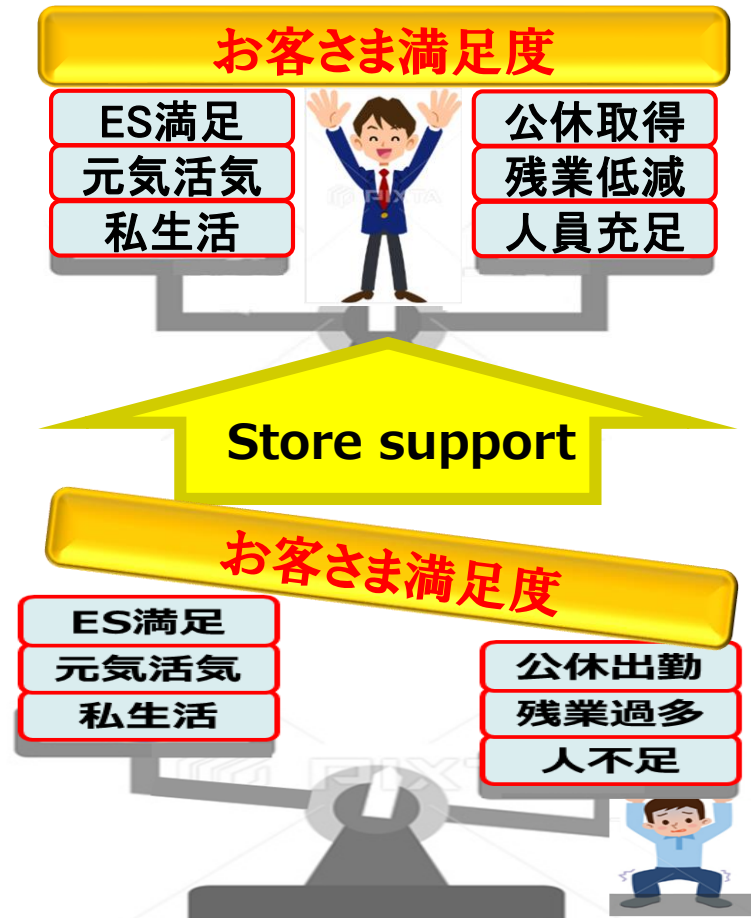 お客さま満足度
ES満足
元気活気
私生活
公休取得
残業低減
人員充足
PIXTA
Store support
お客さま満足度
ES満足
元気活気
私生活
公休出勤
残業過多
人不足
PIXTA